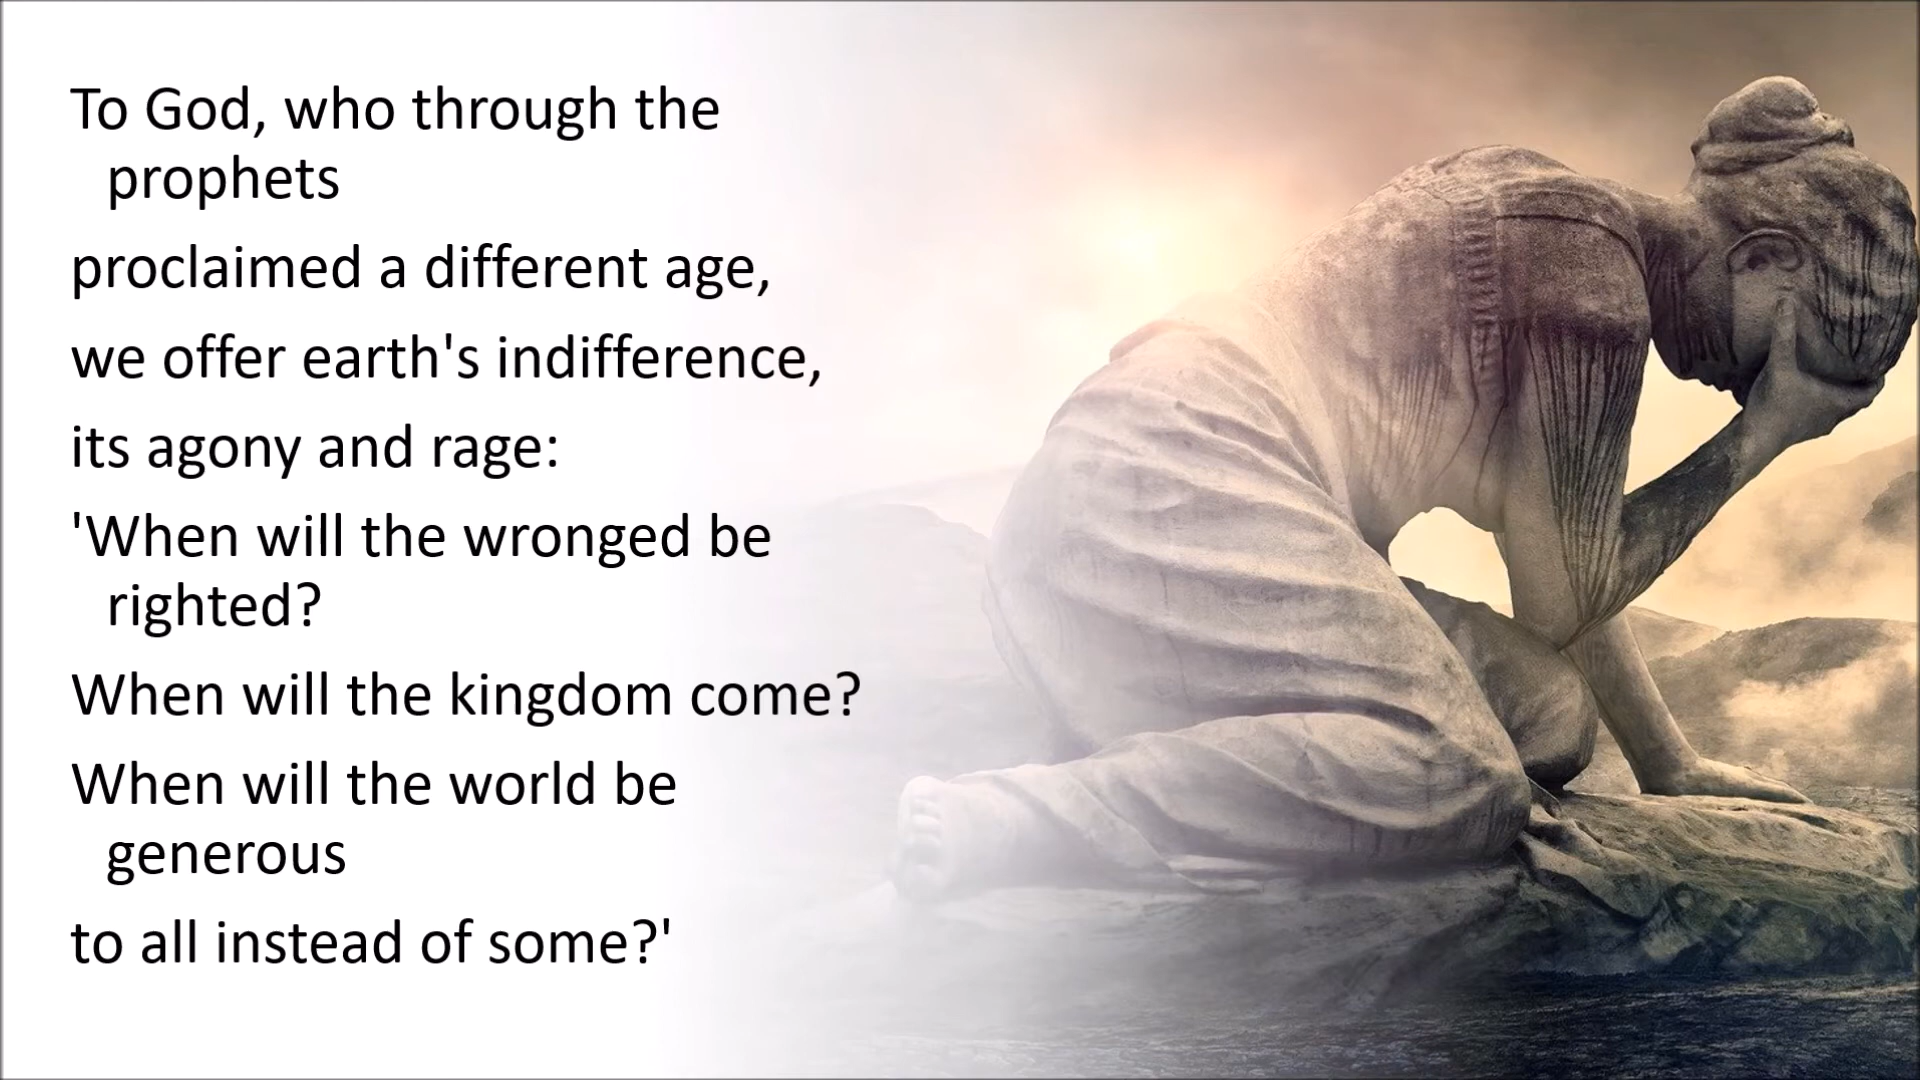 To God, who through the
prophets
proclaimed a different age,
we offer earth's indifference,
its agony and rage:
'When will the wronged be
righted?
When will the kingdom come?
When will the world be
generous
to all instead of some?'